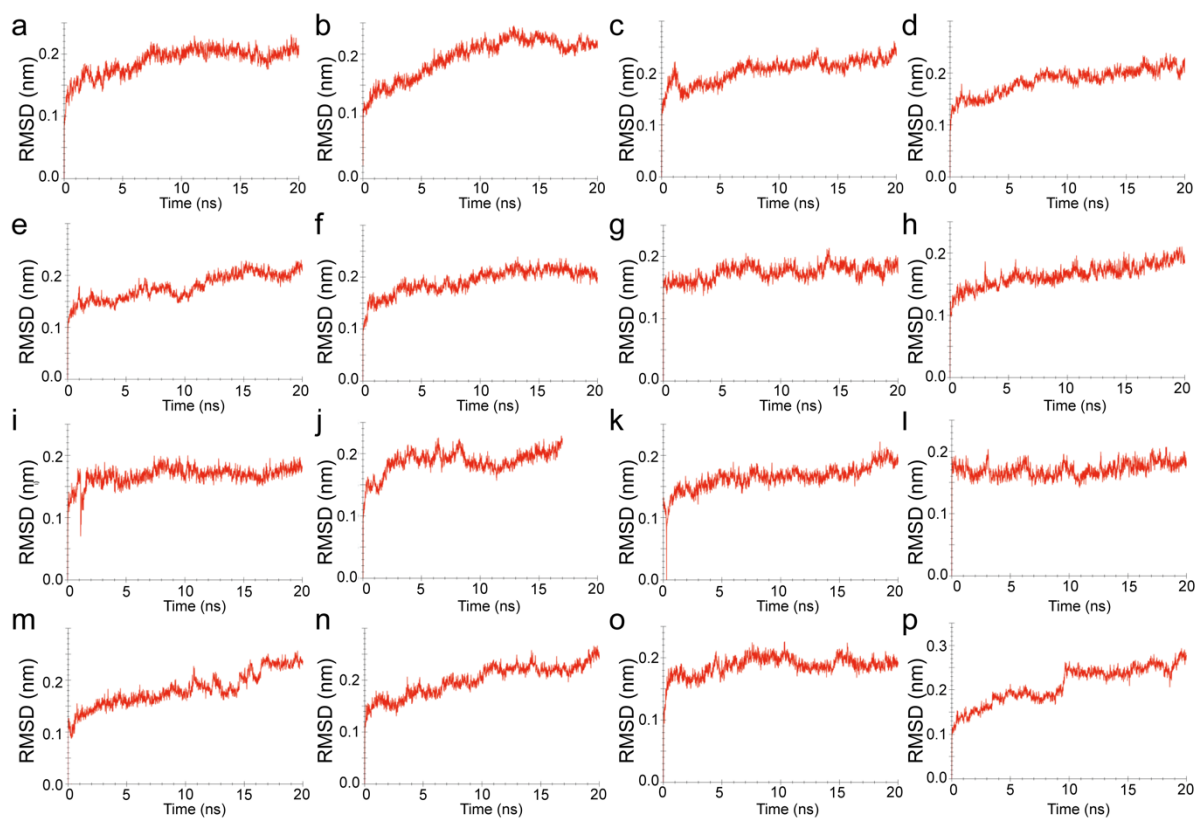 a b c d
0.2 0.2 0.2 0.2
RMSD (nm) RMSD (nm) RMSD (nm) RMSD (nm)
0.1 0.1 0.1 0.1
0.0 0.0 0.0 0.0
0 5 10 15 20 0 5 10 15 20 0 5 10 15 20 0 5 10 15 20
Time (ns) Time (ns) Time (ns) Time (ns)
e f g h
0.2 0.2 0.2 0.2
RMSD (nm) RMSD (nm) RMSD (nm) RMSD (nm)
0.1 0.1 0.1 0.1
0.0 0.0 0.0 0.0
0 5 10 15 20 0 5 10 15 20 0 5 10 15 20 0 5 10 15 20
Time (ns) Time (ns) Time (ns) Time (ns)
i j k l
0.2 0.2 0.2 0.2
RMSD (nm) RMSD (nm) RMSD (nm) RMSD (nm)
0.1 0.1 0.1 0.1
0.0 0.0 0.0 0.0
0 5 10 15 20 0 5 10 15 20 0 5 10 15 20 0 5 10 15 20
Time (ns) Time (ns) Time (ns) Time (ns)
m n o p
0.3
0.2 0.2 0.2 0.2
RMSD (nm) RMSD (nm) RMSD (nm) RMSD (nm)
0.1 0.1 0.1 0.1
0.0 0.0 0.0 0.0
0 5 10 15 20 0 5 10 15 20 0 5 10 15 20 0 5 10 15 20
Time (ns) Time (ns) Time (ns) Time (ns)